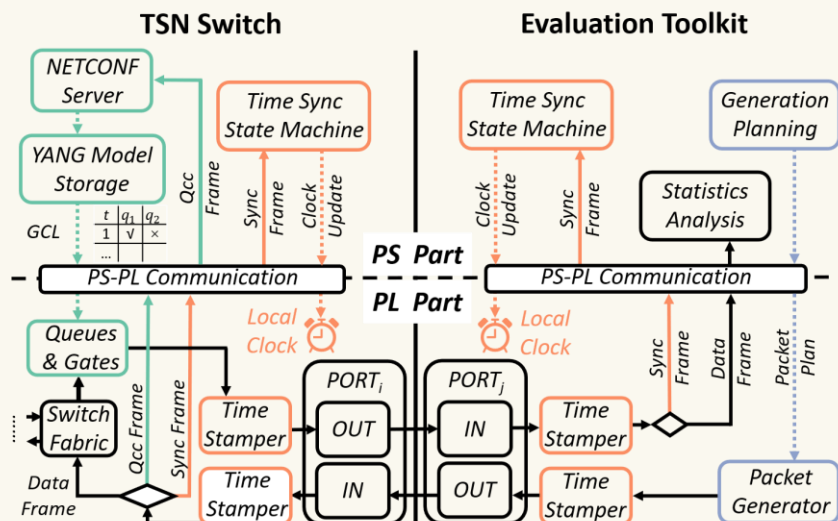 TSN Switch
Evaluation Toolkit
NETCONF
Server
YANG Model
Storage
GCL
t q₁ q₂
1 √ ×
...
Qcc
Frame
Time Sync
State Machine
Sync
Frame
Clock
Update
Time Sync
State Machine
Clock
Update
Sync
Frame
Generation
Planning
Statistics
Analysis
PS Part
PS-PL Communication
PS-PL Communication
PL Part
Local
Clock
Local
Clock
Queues
& Gates
Switch
Fabric
......
Data
Frame
Qcc Frame
Sync Frame
Time
Stamper
Time
Stamper
PORTᵢ
OUT
IN
PORTⱼ
IN
OUT
Time
Stamper
Time
Stamper
Sync
Frame
Data
Frame
Packet
Plan
Packet
Generator